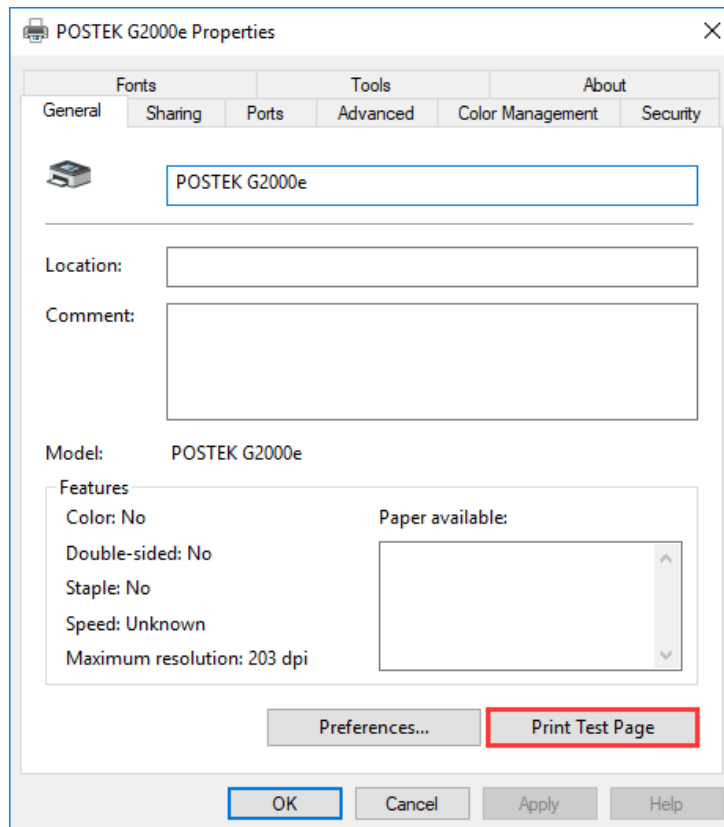 POSTEK G2000e Properties
Fonts Tools About
General Sharing Ports Advanced Color Management Security
POSTEK G2000e
Location:
Comment:
Model: POSTEK G2000e
Features
Color: No Paper available:
Double-sided: No
Staple: No
Speed: Unknown
Maximum resolution: 203 dpi
Preferences... Print Test Page
OK Cancel Apply Help